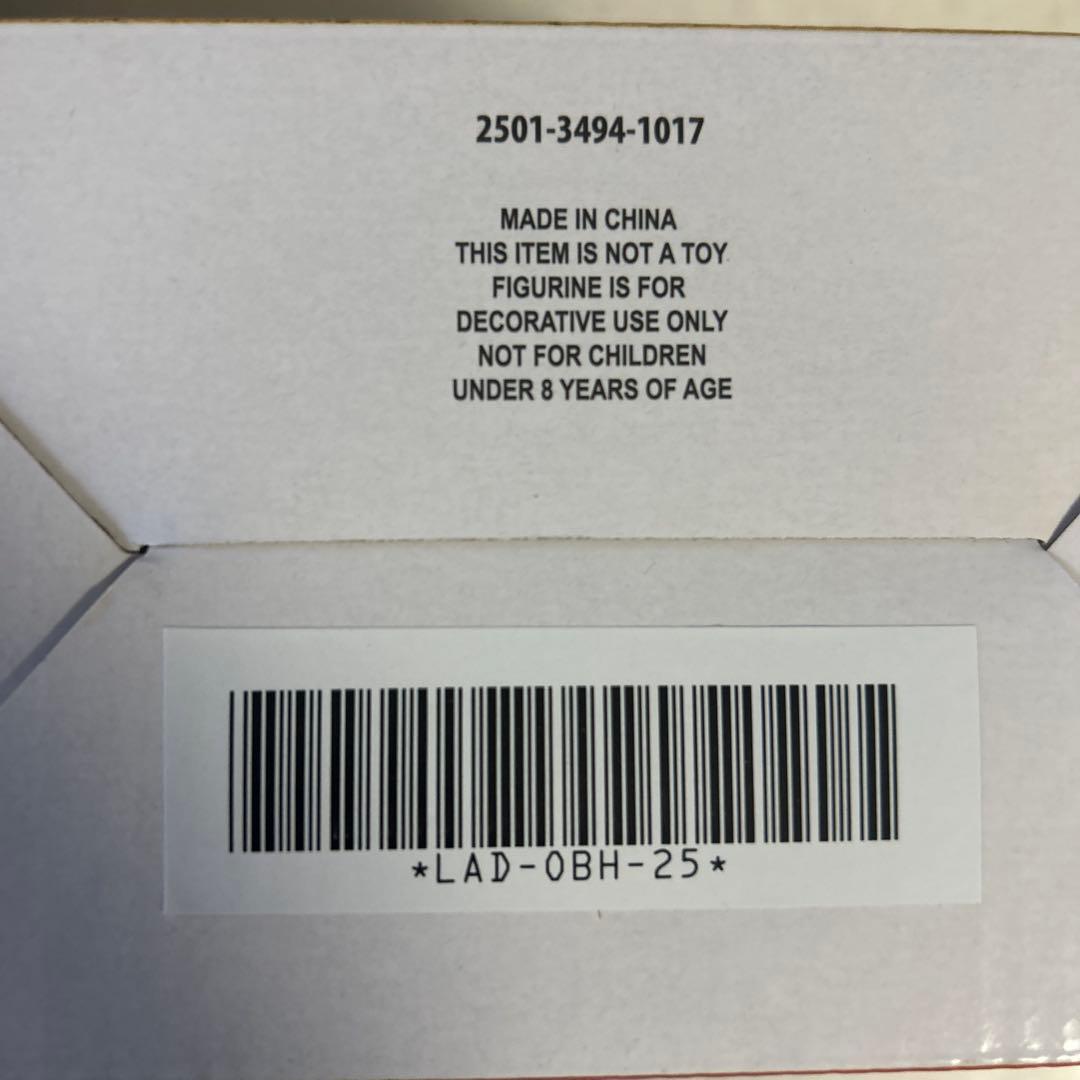 2501-3494-1017
MADE IN CHINA
THIS ITEM IS NOT A TOY
FIGURINE IS FOR
DECORATIVE USE ONLY
NOT FOR CHILDREN
UNDER 8 YEARS OF AGE
*LAD-OBH-25*